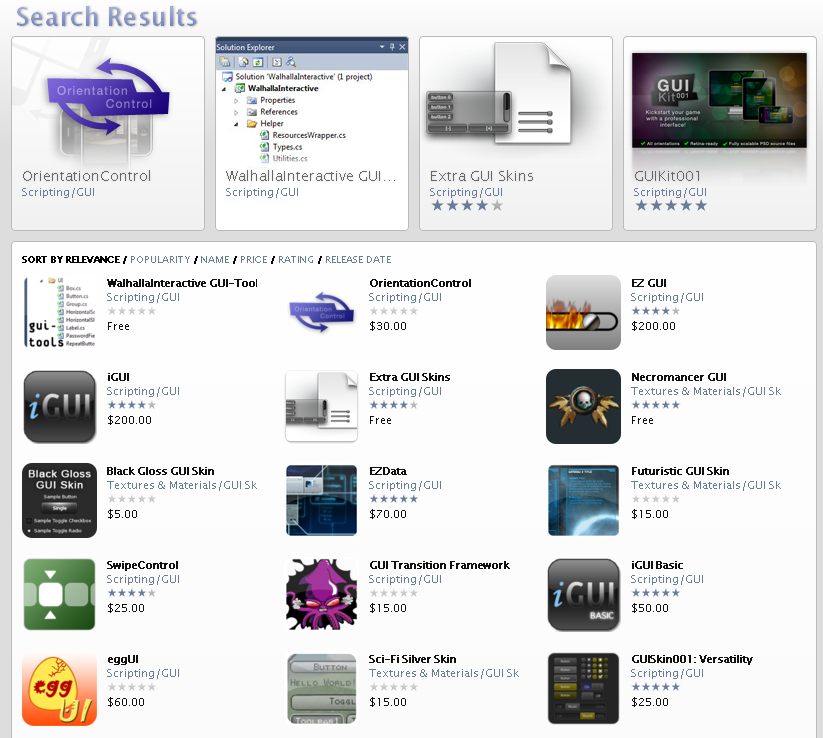 Search Results
Orientation
Control
OrientationControl
Scripting/GUI
Solution Explorer
Solution 'WalhallaInteractive' (1 project)
WalhallaInteractive
Properties
References
Helper
ResourcesWrapper.cs
Types.cs
Utilities.cs
WalhallaInteractive GUI...
Scripting/GUI
button 0
button 1
button 2
[-]
[+]
Extra GUI Skins
Scripting/GUI
GUI
Kit 001
Kickstart your game
with a professional
interface!
All orientations
Retina-ready
Fully scalable PSD source files
GUIKit001
Scripting/GUI
SORT BY RELEVANCE / POPULARITY / NAME / PRICE / RATING / RELEASE DATE
UI
Box.cs
Button.cs
Group.cs
HorizontalSc
HorizontalSl
Label.cs
PasswordFie
RepeatButto
gui-
tools
WalhallaInteractive GUI-Tool
Scripting/GUI
Free
Orientation
Control
OrientationControl
Scripting/GUI
$30.00
EZ GUI
Scripting/GUI
$200.00
iGUI
iGUI
Scripting/GUI
$200.00
Extra GUI Skins
Scripting/GUI
Free
Necromancer GUI
Textures & Materials/GUI Sk
Free
Black Gloss
GUI Skin
Sample Button
Single
Sample Toggle Checkbox
Sample Toggle Radio
Black Gloss GUI Skin
Textures & Materials/GUI Sk
$5.00
EZData
Scripting/GUI
$70.00
Futuristic GUI Skin
Textures & Materials/GUI Sk
$15.00
SwipeControl
Scripting/GUI
$25.00
GUI Transition Framework
Scripting/GUI
$15.00
iGUI
BASIC
iGUI Basic
Scripting/GUI
$50.00
egg
UI
eggUI
Scripting/GUI
$60.00
BUTTON
HELLO WORLD!
TOGGL
TOOLBAR1
Sci-Fi Silver Skin
Textures & Materials/GUI Sk
$15.00
GUISkin001: Versatility
Scripting/GUI
$25.00